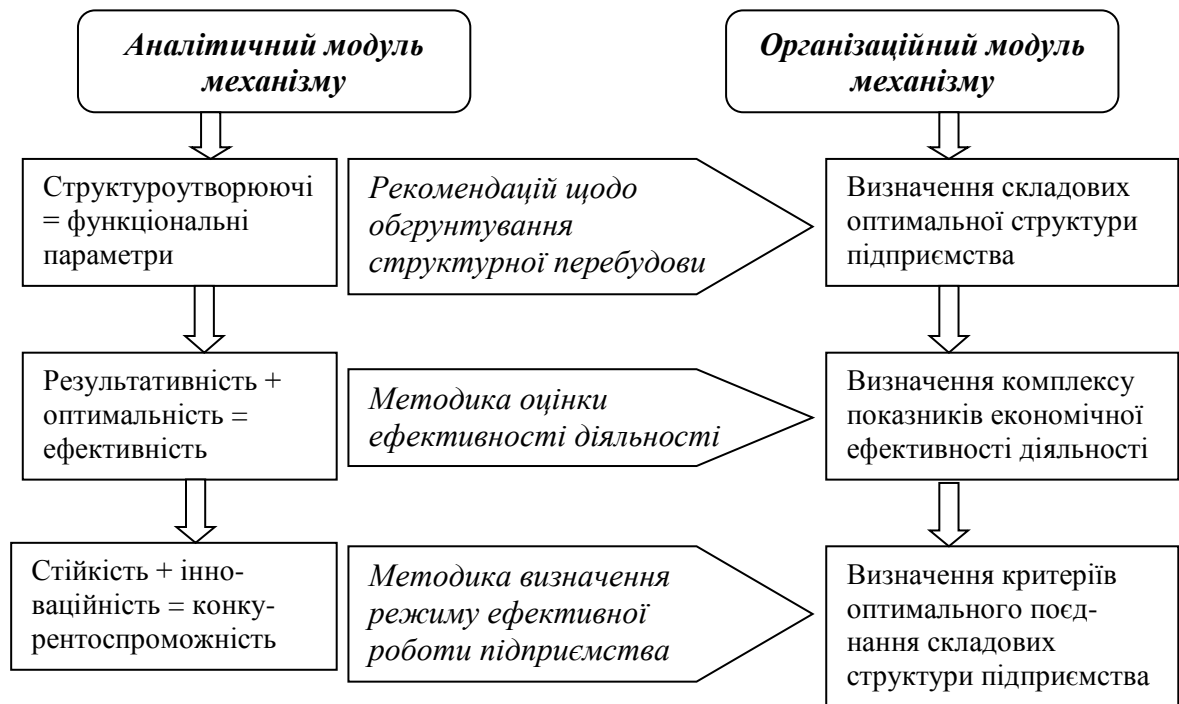 Аналітичний модуль
механізму
Організаційний модуль
механізму
Структуроутворюючі
= функціональні
параметри
Рекомендацій щодо
обгрунтування
структурної перебудови
Визначення складових
оптимальної структури
підприємства
Результативність +
оптимальність =
ефективність
Методика оцінки
ефективності діяльності
Визначення комплексу
показників економічної
ефективності діяльності
Стійкість + інно-
ваційність = конку-
рентоспроможність
Методика визначення
режиму ефективної
роботи підприємства
Визначення критеріїв
оптимального поєд-
нання складових
структури підприємства